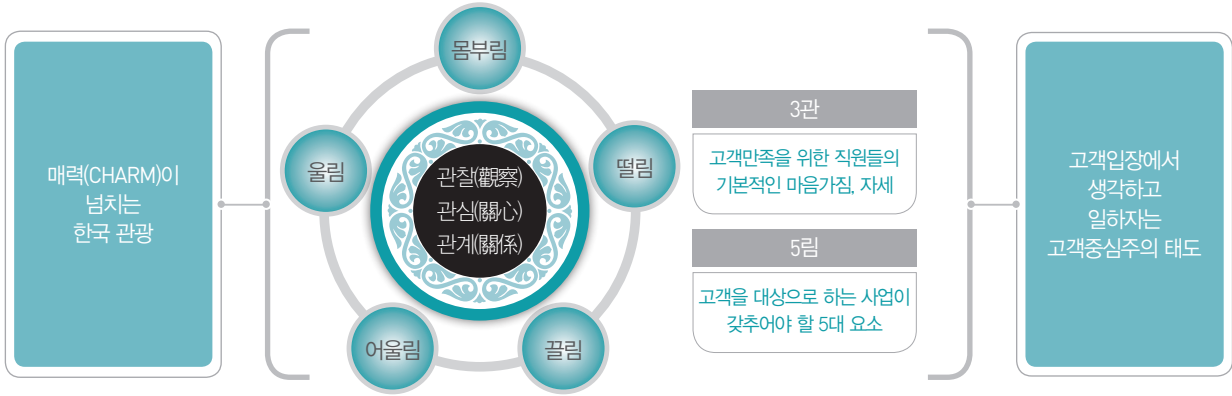 매력(CHARM)이
넘치는
한국 관광
몸부림
울림
떨림
관찰(觀察)
관심(關心)
관계(關係)
어울림
끌림
3관
고객만족을 위한 직원들의
기본적인 마음가짐, 자세
5림
고객을 대상으로 하는 사업이
갖추어야 할 5대 요소
고객입장에서
생각하고
일하자는
고객중심주의 태도